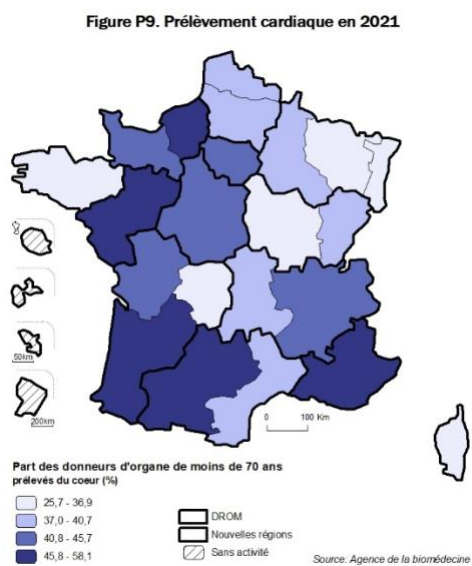 Figure P9. Prélèvement cardiaque en 2021
50km
200km
0 100 Km
Part des donneurs d'organe de moins de 70 ans
prélevés du coeur (%)
25,7 - 36,9
37,0 - 40,7
40,8 - 45,7
45,8 - 58,1
DROM
Nouvelles régions
Sans activité
Source: Agence de la biomédecine